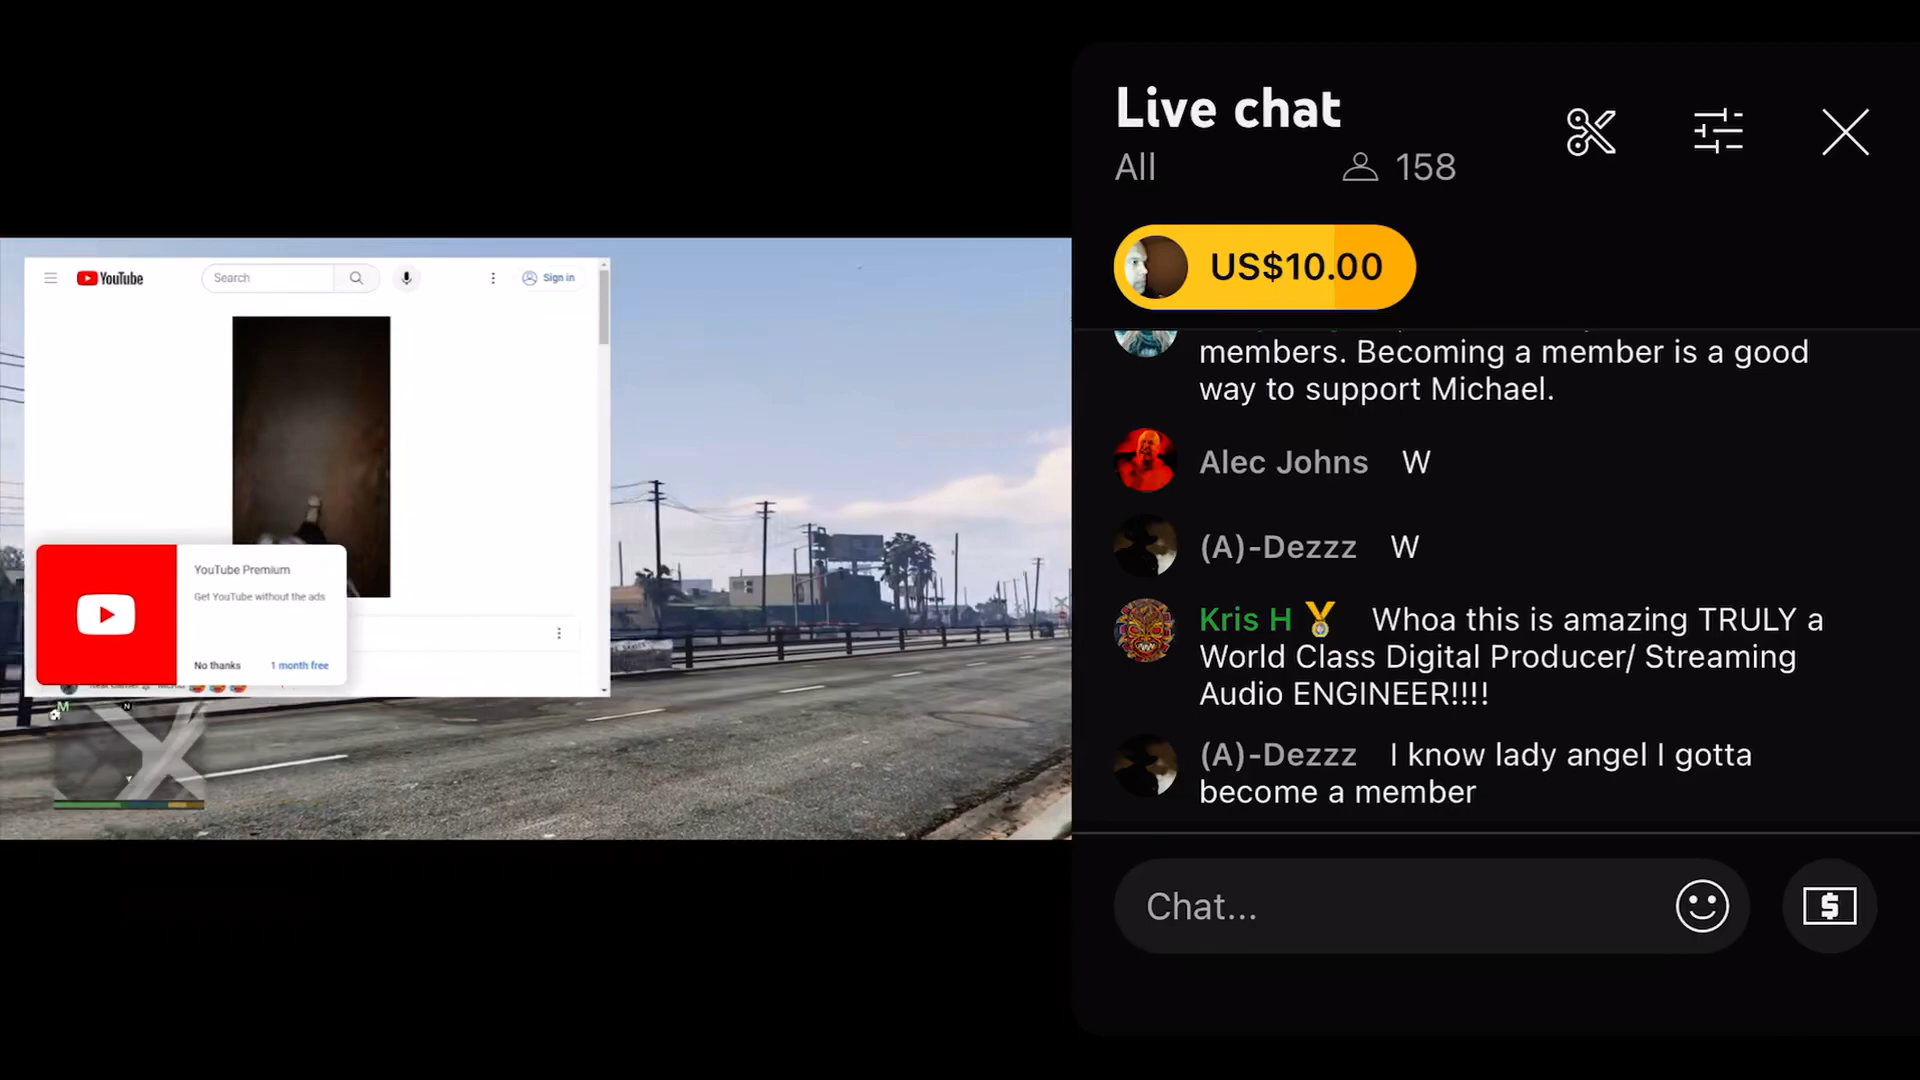 YouTube
Search
Sign in
YouTube Premium
Get YouTube without the ads
No thanks
1 month free
M
N
Live chat
All
158
US$10.00
members. Becoming a member is a good
way to support Michael.
Alec Johns W
(A)-Dezzz W
Kris H Whoa this is amazing TRULY a
World Class Digital Producer/ Streaming
Audio ENGINEER!!!!
(A)-Dezzz I know lady angel I gotta
become a member
Chat...